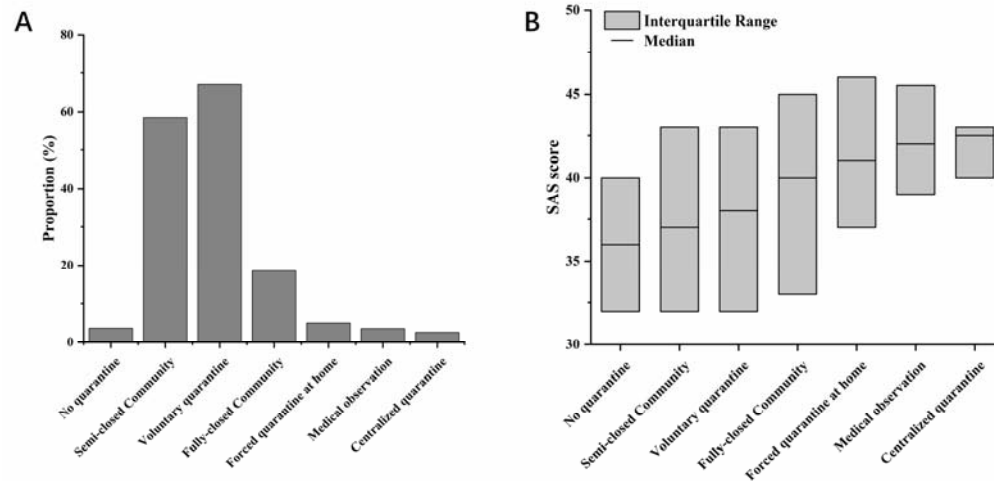 A
80
60
40
20
0
Proportion (%)
No quarantine
Semi-closed Community
Voluntary quarantine
Fully-closed Community
Forced quarantine at home
Medical observation
Centralized quarantine
B
Interquartile Range
Median
50
45
40
35
30
SAS score
No quarantine
Semi-closed Community
Voluntary quarantine
Fully-closed Community
Forced quarantine at home
Medical observation
Centralized quarantine